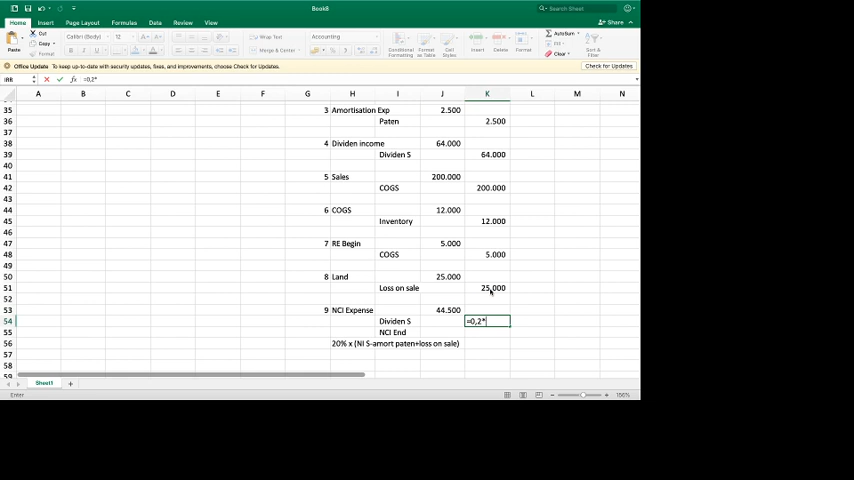 Book8
Search Sheet
Home Insert Page Layout Formulas Data Review View
Share
Cut
Copy
Format
Paste
Calibri (Body)
12
Wrap Text
Merge & Center
Accounting
Conditional Formatting
Format as Table
Cell Styles
Insert
Delete
Format
AutoSum
Fill
Clear
Sort & Filter
Office Update To keep up-to-date with security updates, fixes, and improvements, choose Check for Updates.
Check for Updates
fx =0,2*
A B C D E F G H I J K L M N
35 3 Amortisation Exp 2.500
36 Paten 2.500
37
38 4 Dividen income 64.000
39 Dividen S 64.000
40
41 5 Sales 200.000
42 COGS 200.000
43
44 6 COGS 12.000
45 Inventory 12.000
46
47 7 RE Begin 5.000
48 COGS 5.000
49
50 8 Land 25.000
51 Loss on sale 25.000
52
53 9 NCI Expense 44.500
54 Dividen S =0,2*
55 NCI End
56 20% x (NI S-amort paten+loss on sale)
57
58
59
Sheet1
Enter
156%